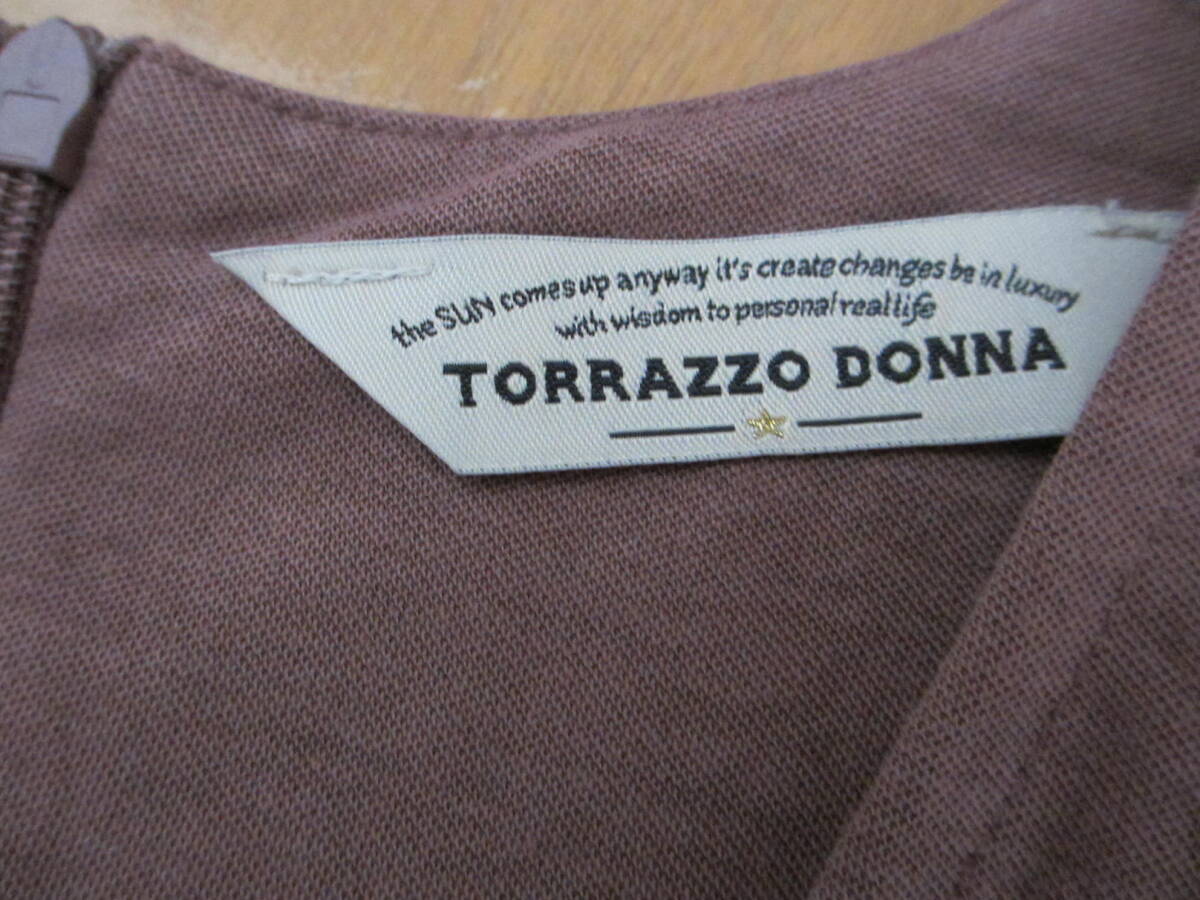 the SUN comes up anyway it's create changes be in luxury
with wisdom to personal real life
TORRAZZO DONNA